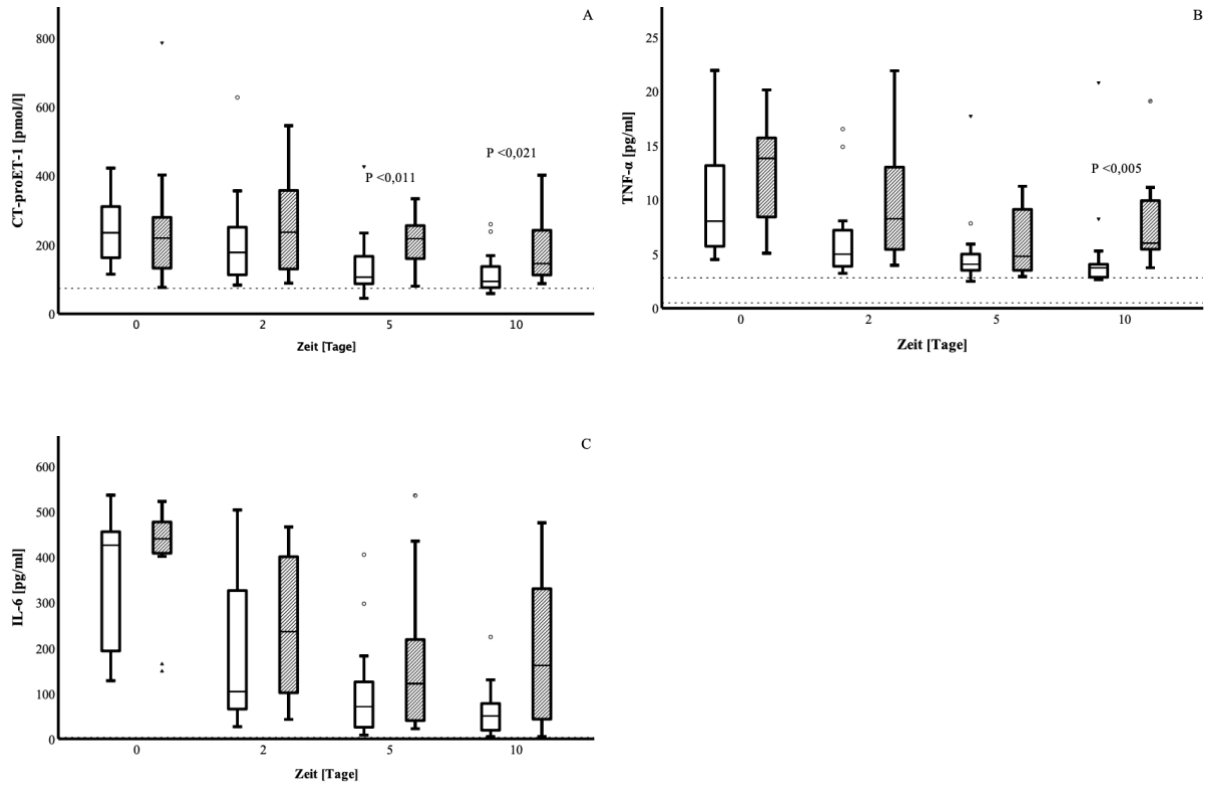 A
CT-proET-1 [pmol/l]
800
600
400
200
0
P <0,011
P <0,021
0 2 5 10
Zeit [Tage]
B
TNF-α [pg/ml]
25
20
15
10
5
0
P <0,005
0 2 5 10
Zeit [Tage]
C
IL-6 [pg/ml]
600
500
400
300
200
100
0
0 2 5 10
Zeit [Tage]